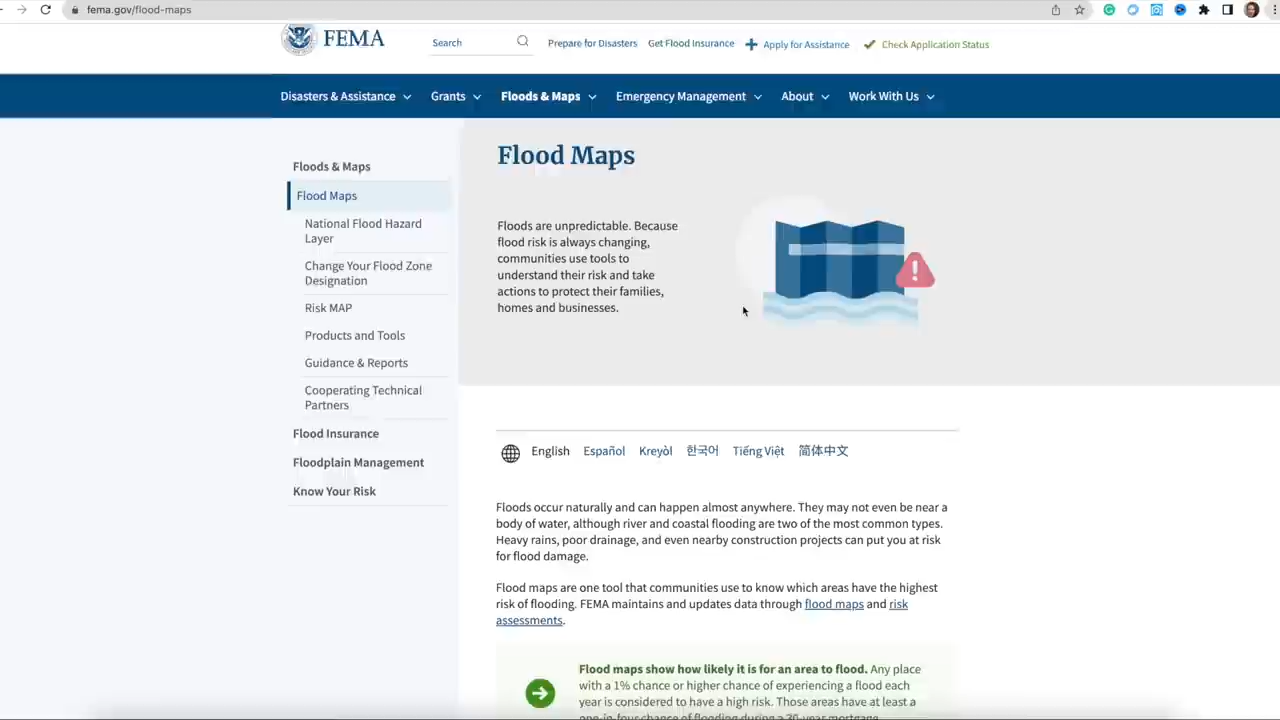 fema.gov/flood-maps
FEMA
Search
Prepare for Disasters Get Flood Insurance Apply for Assistance Check Application Status
Disasters & Assistance Grants Floods & Maps Emergency Management About Work With Us
Floods & Maps
Flood Maps
National Flood Hazard
Layer
Change Your Flood Zone
Designation
Risk MAP
Products and Tools
Guidance & Reports
Cooperating Technical
Partners
Flood Insurance
Floodplain Management
Know Your Risk
Flood Maps
Floods are unpredictable. Because
flood risk is always changing,
communities use tools to
understand their risk and take
actions to protect their families,
homes and businesses.
English Español Kreyòl 한국어 Tiếng Việt 简体中文
Floods occur naturally and can happen almost anywhere. They may not even be near a
body of water, although river and coastal flooding are two of the most common types.
Heavy rains, poor drainage, and even nearby construction projects can put you at risk
for flood damage.
Flood maps are one tool that communities use to know which areas have the highest
risk of flooding. FEMA maintains and updates data through flood maps and risk
assessments.
Flood maps show how likely it is for an area to flood. Any place
with a 1% chance or higher chance of experiencing a flood each
year is considered to have a high risk. Those areas have at least a
one-in-four chance of flooding during a 30-year mortgage.